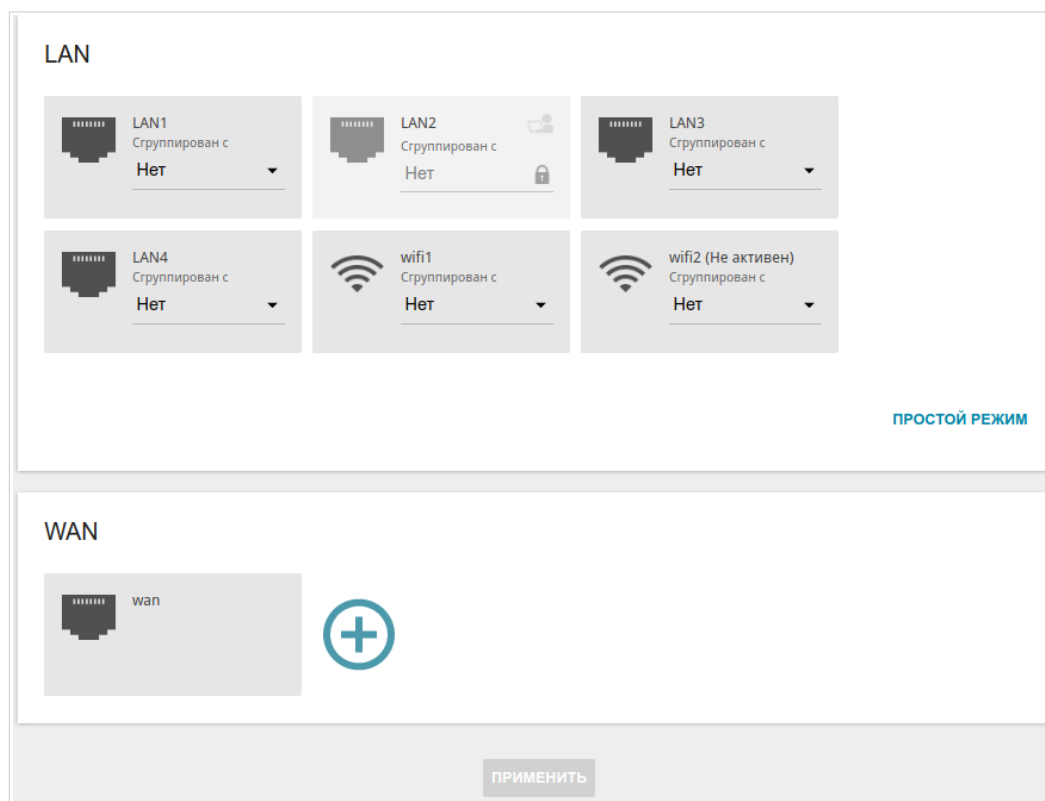 LAN
LAN1
Сгруппирован с
Нет
LAN2
Сгруппирован с
Нет
LAN3
Сгруппирован с
Нет
LAN4
Сгруппирован с
Нет
wifi1
Сгруппирован с
Нет
wifi2 (Не активен)
Сгруппирован с
Нет
ПРОСТОЙ РЕЖИМ
WAN
wan
ПРИМЕНИТЬ